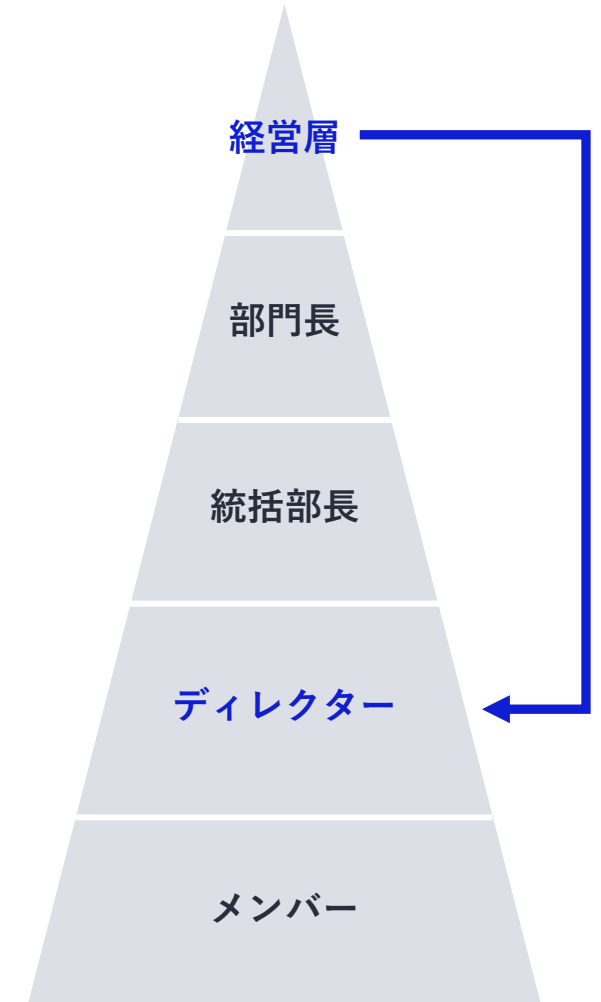 経営層
部門長
統括部長
ディレクター
メンバー